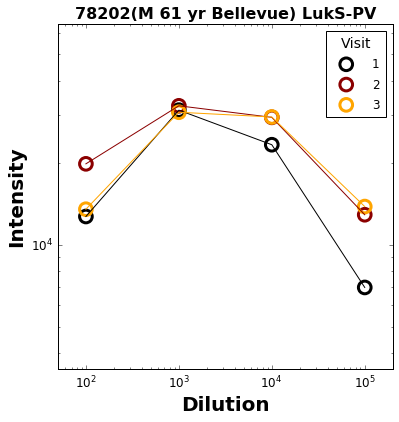 78202(M 61 yr Bellevue) LukS-PV
Visit
1
2
3
Intensity
10⁴
10² 10³ 10⁴ 10⁵
Dilution